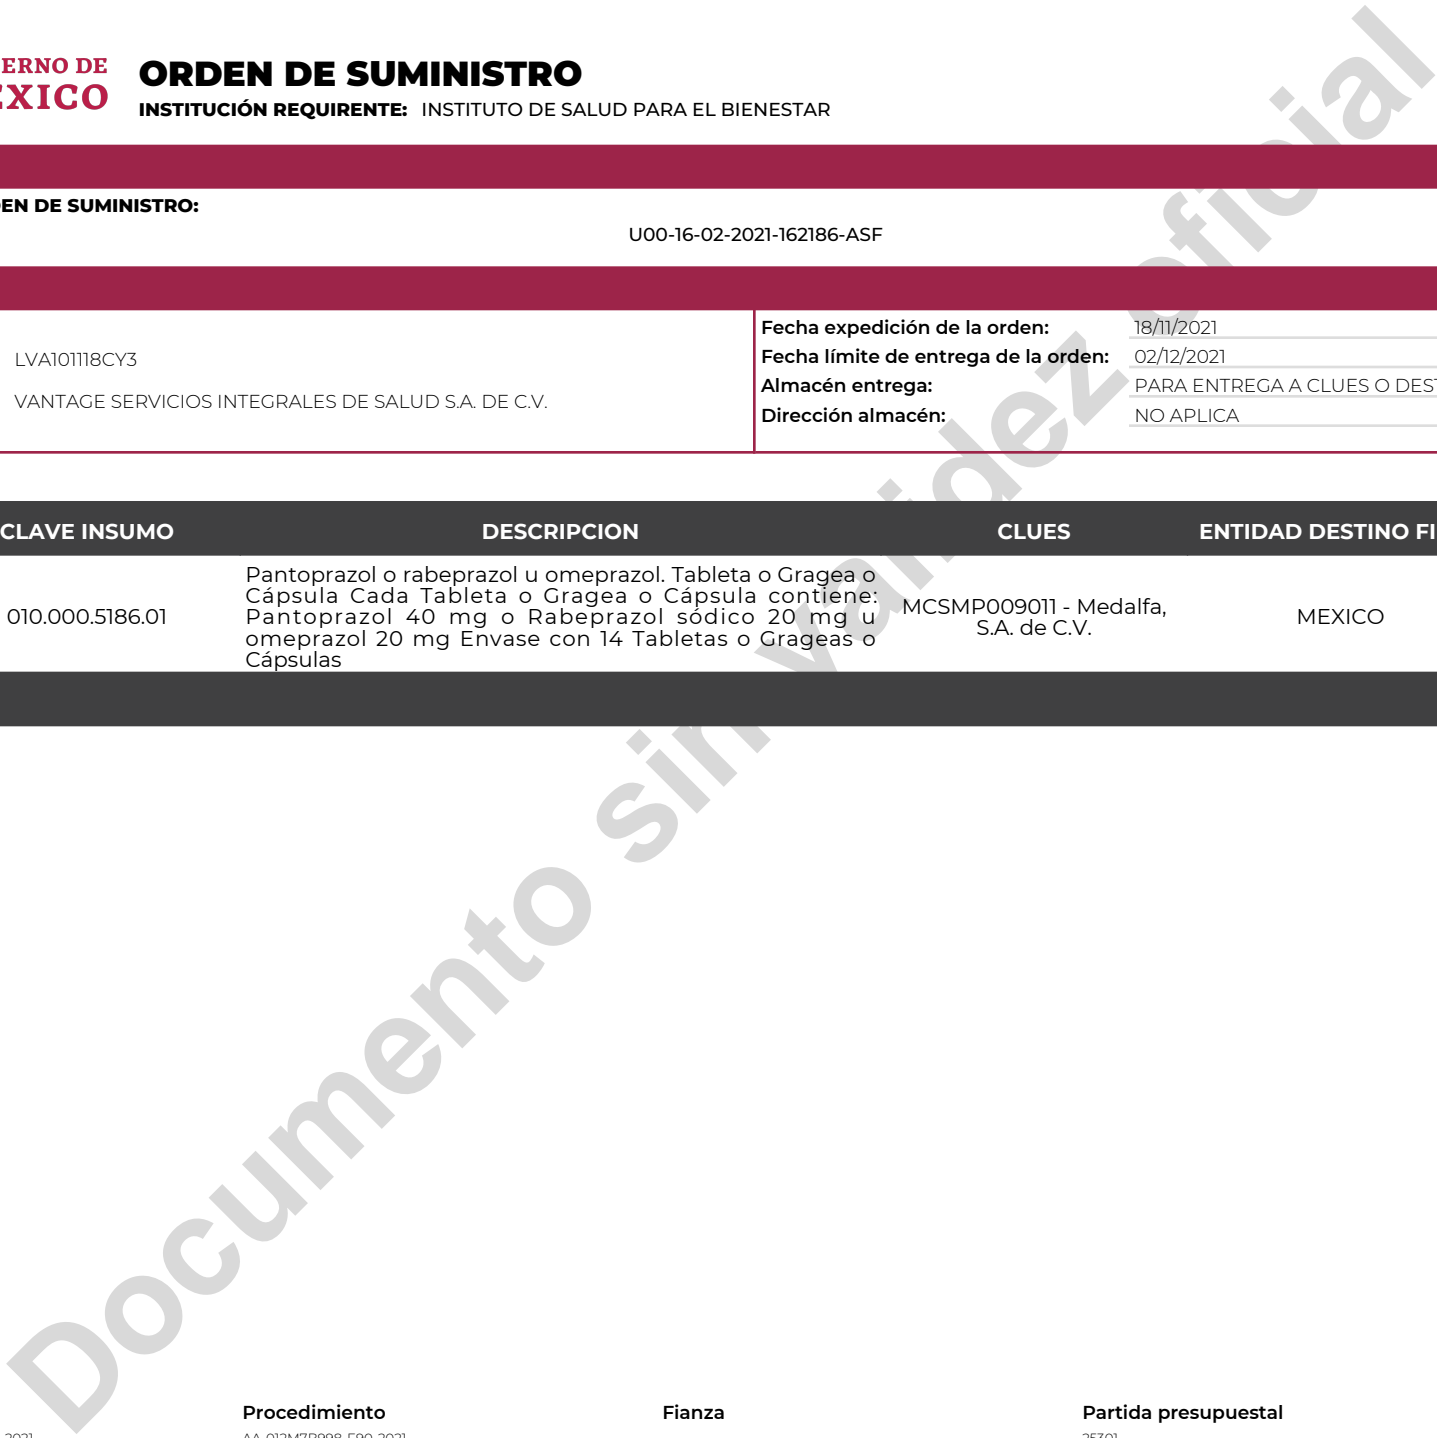 ERNO DE
EXICO
ORDEN DE SUMINISTRO
INSTITUCIÓN REQUIRENTE: INSTITUTO DE SALUD PARA EL BIENESTAR
EN DE SUMINISTRO:
U00-16-02-2021-162186-ASF
LVA101118CY3
VANTAGE SERVICIOS INTEGRALES DE SALUD S.A. DE C.V.
Fecha expedición de la orden: 18/11/2021
Fecha límite de entrega de la orden: 02/12/2021
Almacén entrega: PARA ENTREGA A CLUES O DEST
Dirección almacén: NO APLICA
CLAVE INSUMO DESCRIPCION CLUES ENTIDAD DESTINO FI
010.000.5186.01
Pantoprazol o rabeprazol u omeprazol. Tableta o Gragea o
Cápsula Cada Tableta o Gragea o Cápsula contiene:
Pantoprazol 40 mg o Rabeprazol sódico 20 mg u
omeprazol 20 mg Envase con 14 Tabletas o Grageas o
Cápsulas
MCSMP009011 - Medalfa,
S.A. de C.V.
MEXICO
Documento sin validez oficial
Procedimiento Fianza Partida presupuestal